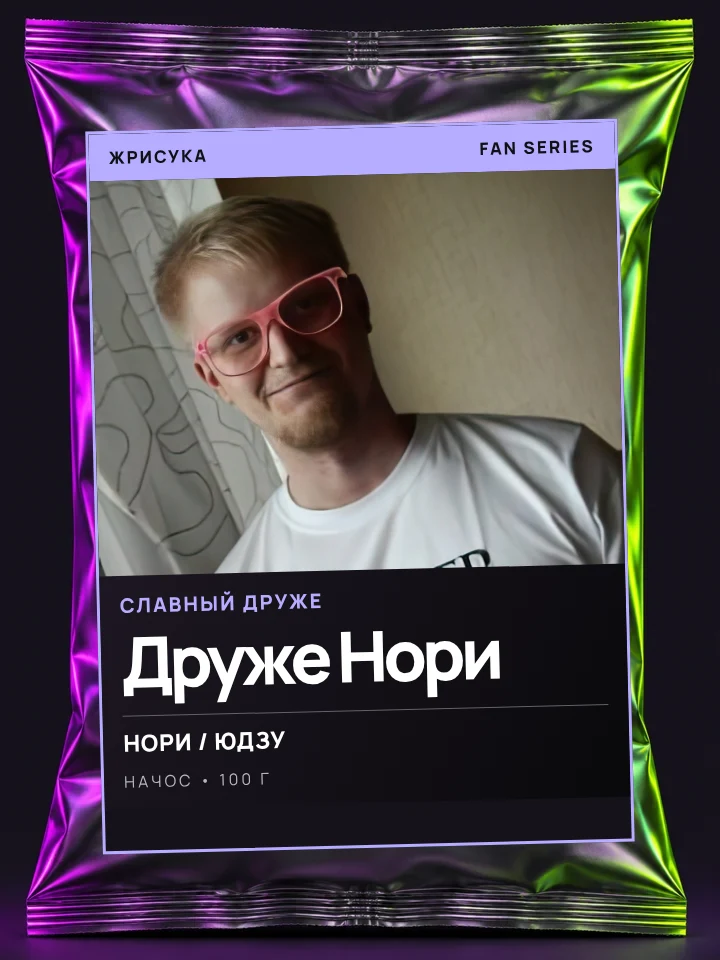 ЖРИСУКА FAN SERIES
СЛАВНЫЙ ДРУЖЕ
Друже Нори
НОРИ / ЮДЗУ
НАЧОС • 100 Г